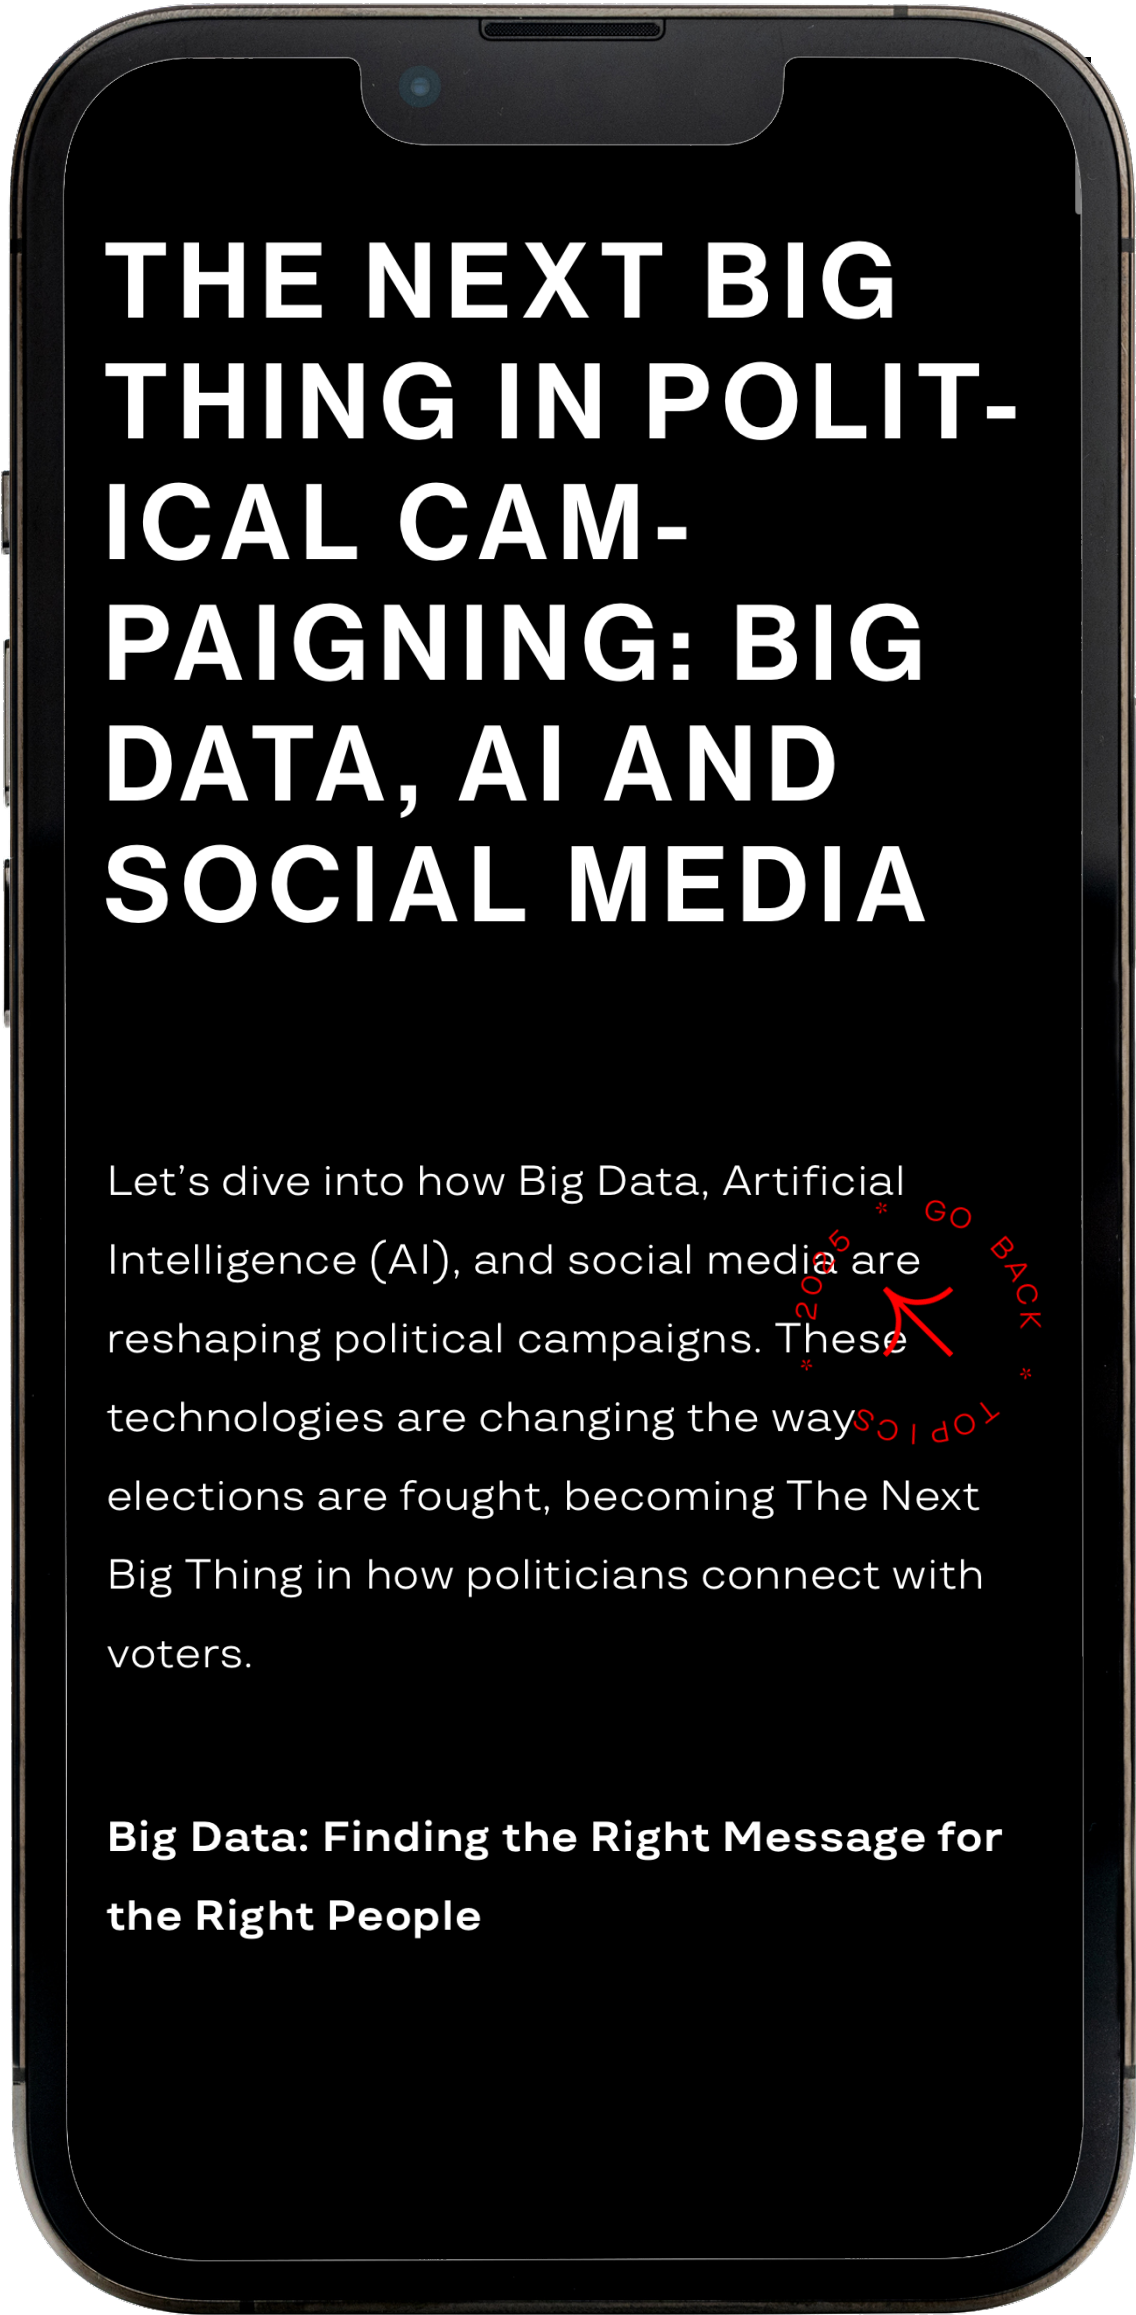 THE NEXT BIG
THING IN POLIT-
ICAL CAM-
PAIGNING: BIG
DATA, AI AND
SOCIAL MEDIA
Let’s dive into how Big Data, Artificial
Intelligence (AI), and social media are
reshaping political campaigns. These
technologies are changing the way
elections are fought, becoming The Next
Big Thing in how politicians connect with
voters.
* GO BACK * TOPICS * 2025
Big Data: Finding the Right Message for
the Right People